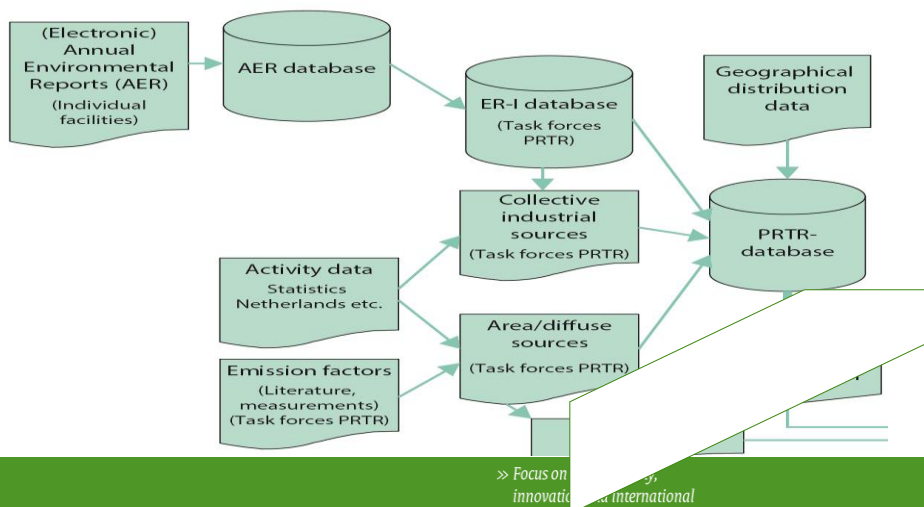 (Electronic)
Annual
Environmental
Reports (AER)
(Individual
facilities)
AER database
ER-I database
(Task forces
PRTR)
Geographical
distribution
data
Collective
industrial
sources
(Task forces PRTR)
PRTR-
database
Activity data
Statistics
Netherlands etc.
Area/diffuse
sources
(Task forces PRTR)
Emission factors
(Literature,
measurements)
(Task forces PRTR)
» Focus on
international